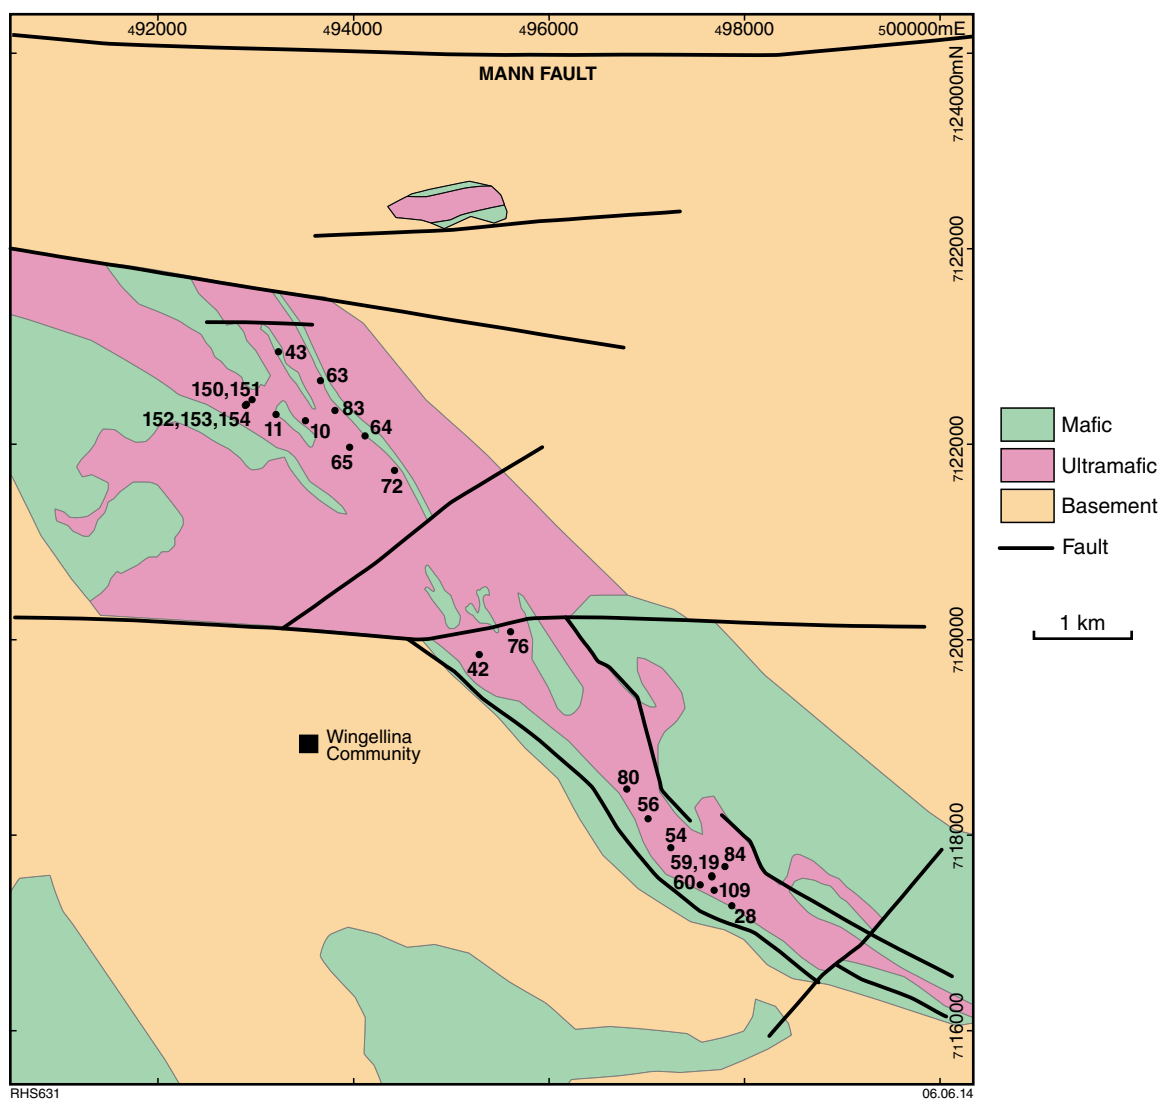 492000 494000 496000 498000 500000mE
MANN FAULT
7124000mN
7122000
43
63
150,151
83
152,153,154
11
10
64
65
72
7122000
Mafic
Ultramafic
Basement
Fault
1 km
76
42
7120000
Wingellina
Community
80
56
54
7118000
59,19
84
60
109
28
7116000
RHS631
06.06.14